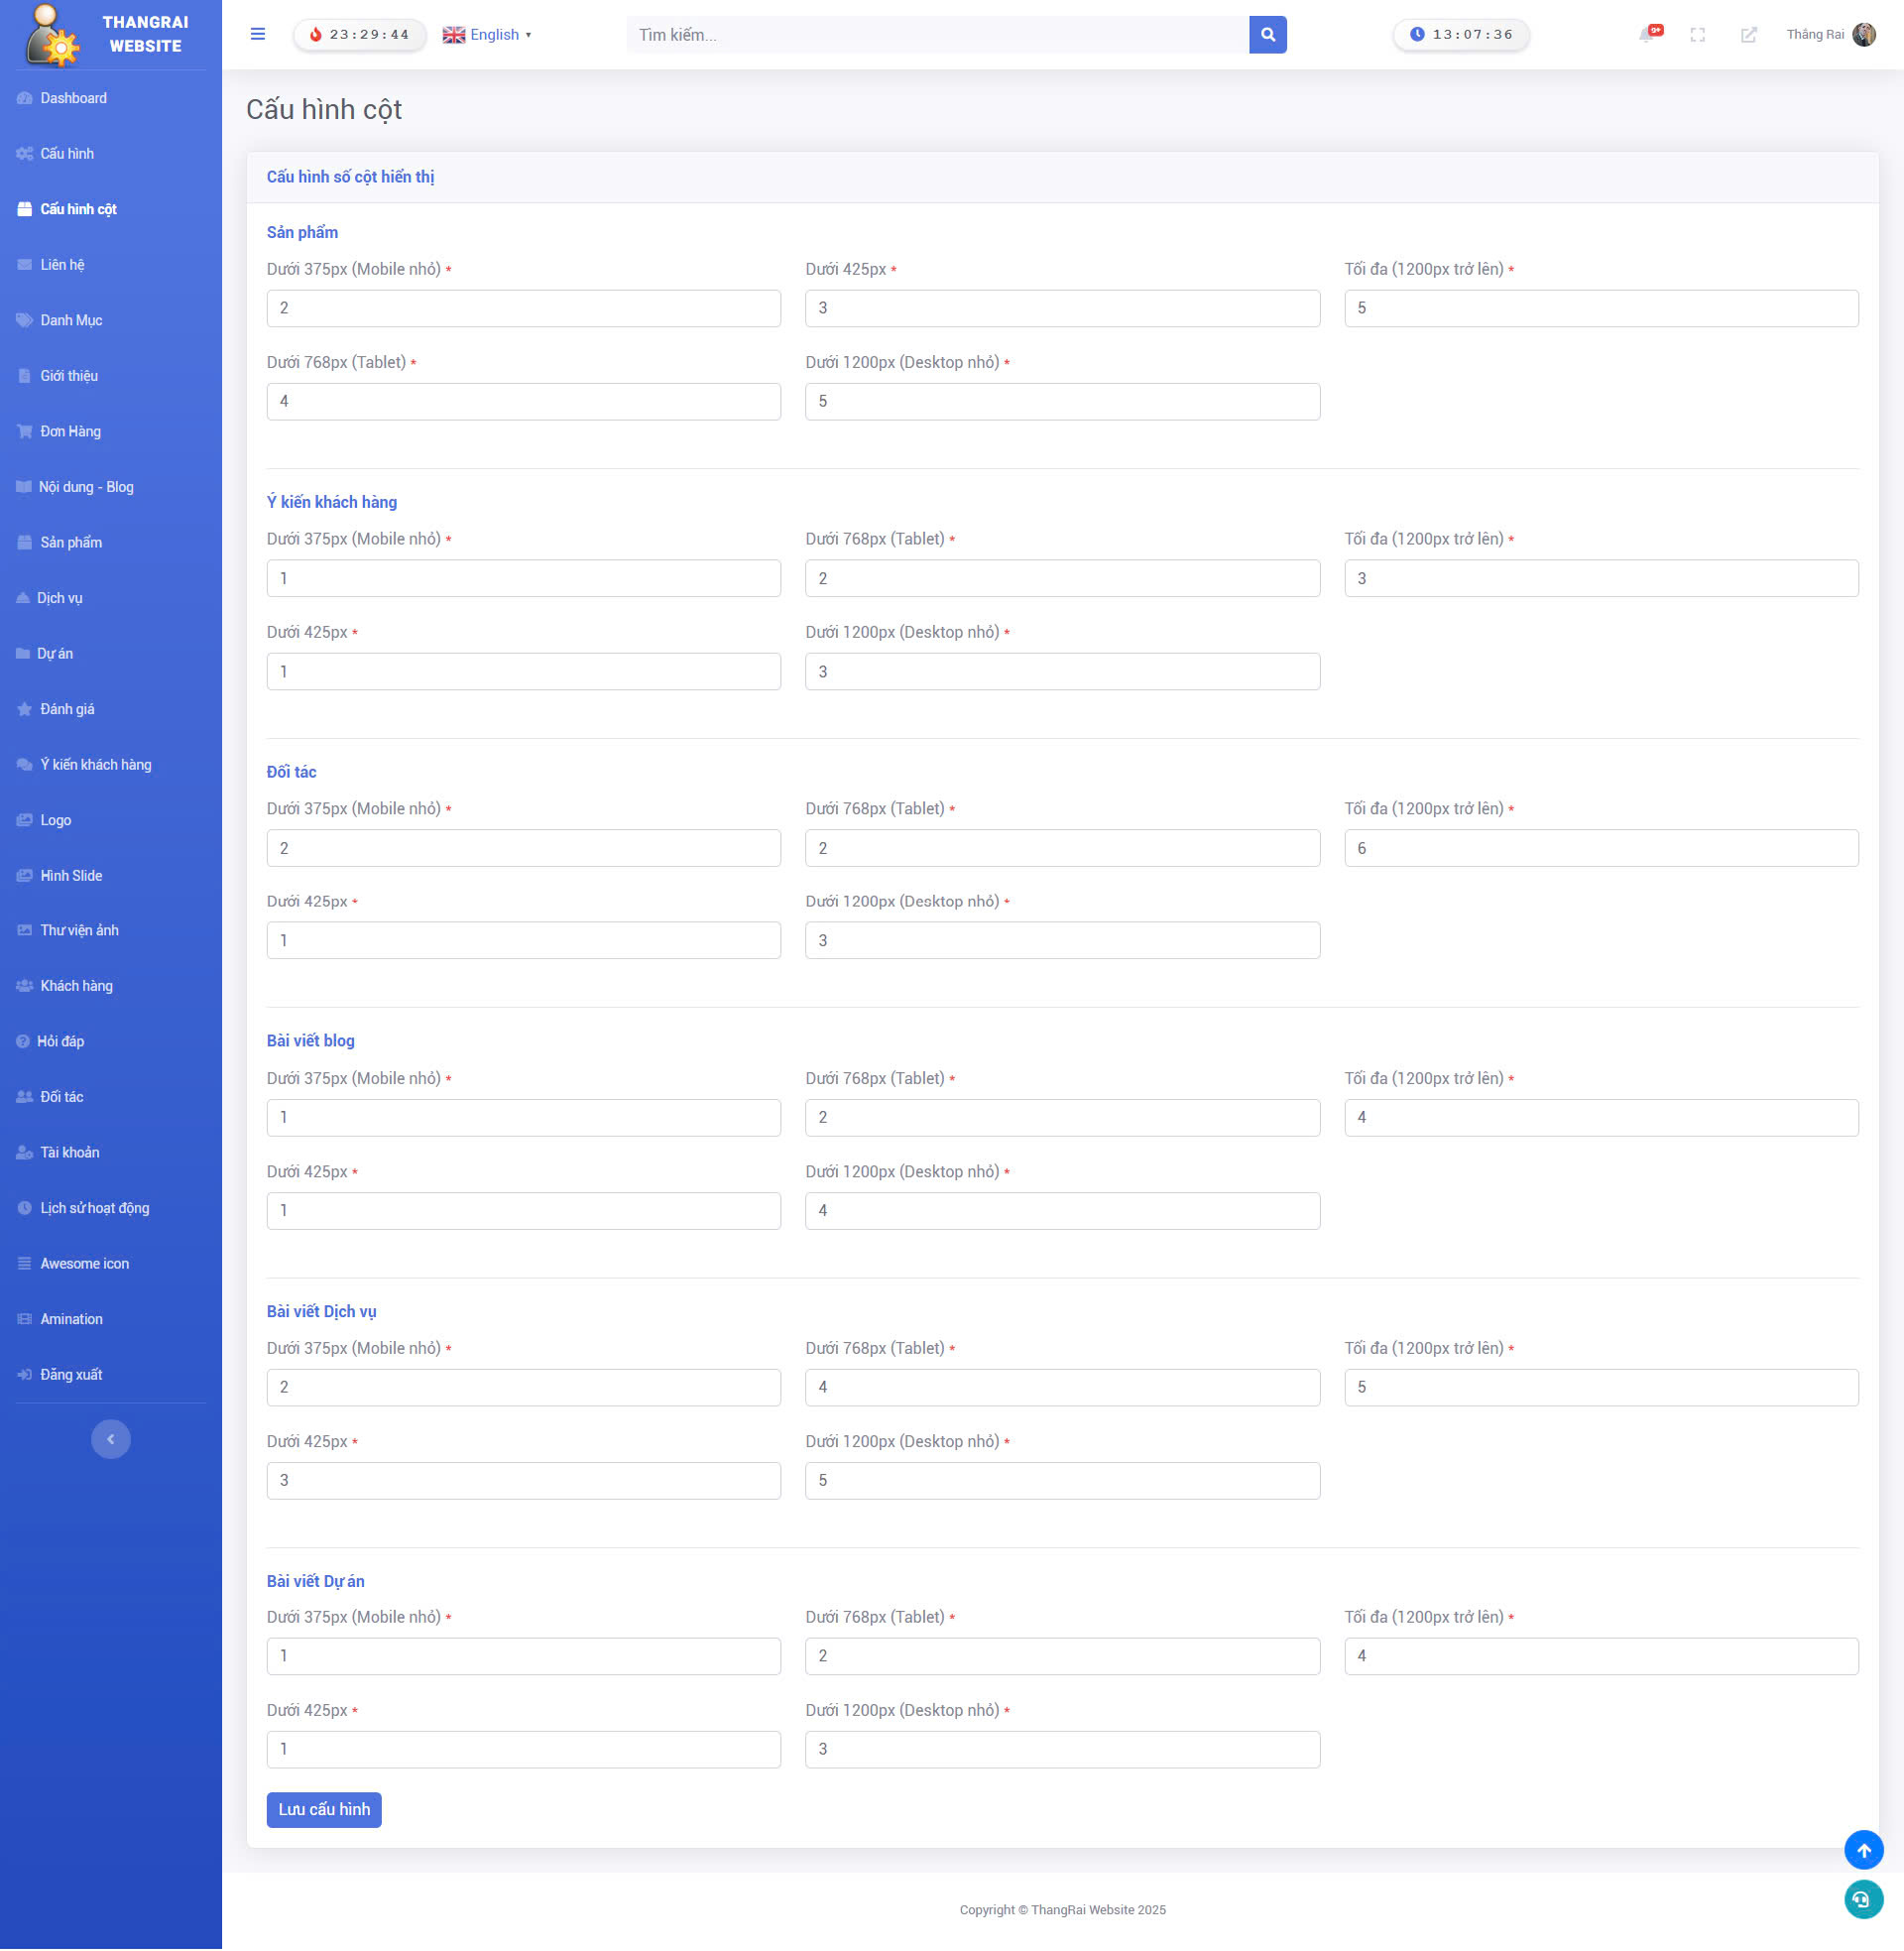 THANGRAI
WEBSITE
Dashboard
Cấu hình
Cấu hình cột
Liên hệ
Danh Mục
Giới thiệu
Đơn Hàng
Nội dung - Blog
Sản phẩm
Dịch vụ
Dự án
Đánh giá
Ý kiến khách hàng
Logo
Hình Slide
Thư viện ảnh
Khách hàng
Hỏi đáp
Đối tác
Tài khoản
Lịch sử hoạt động
Awesome icon
Amination
Đăng xuất
23:29:44
English
Tìm kiếm...
13:07:36
9+
Thắng Rai
Cấu hình cột
Cấu hình số cột hiển thị
Sản phẩm
Dưới 375px (Mobile nhỏ) *
Dưới 425px *
Tối đa (1200px trở lên) *
2
3
5
Dưới 768px (Tablet) *
Dưới 1200px (Desktop nhỏ) *
4
5
Ý kiến khách hàng
Dưới 375px (Mobile nhỏ) *
Dưới 768px (Tablet) *
Tối đa (1200px trở lên) *
1
2
3
Dưới 425px *
Dưới 1200px (Desktop nhỏ) *
1
3
Đối tác
Dưới 375px (Mobile nhỏ) *
Dưới 768px (Tablet) *
Tối đa (1200px trở lên) *
2
2
6
Dưới 425px *
Dưới 1200px (Desktop nhỏ) *
1
3
Bài viết blog
Dưới 375px (Mobile nhỏ) *
Dưới 768px (Tablet) *
Tối đa (1200px trở lên) *
1
2
4
Dưới 425px *
Dưới 1200px (Desktop nhỏ) *
1
4
Bài viết Dịch vụ
Dưới 375px (Mobile nhỏ) *
Dưới 768px (Tablet) *
Tối đa (1200px trở lên) *
2
4
5
Dưới 425px *
Dưới 1200px (Desktop nhỏ) *
3
5
Bài viết Dự án
Dưới 375px (Mobile nhỏ) *
Dưới 768px (Tablet) *
Tối đa (1200px trở lên) *
1
2
4
Dưới 425px *
Dưới 1200px (Desktop nhỏ) *
1
3
Lưu cấu hình
Copyright © ThangRai Website 2025